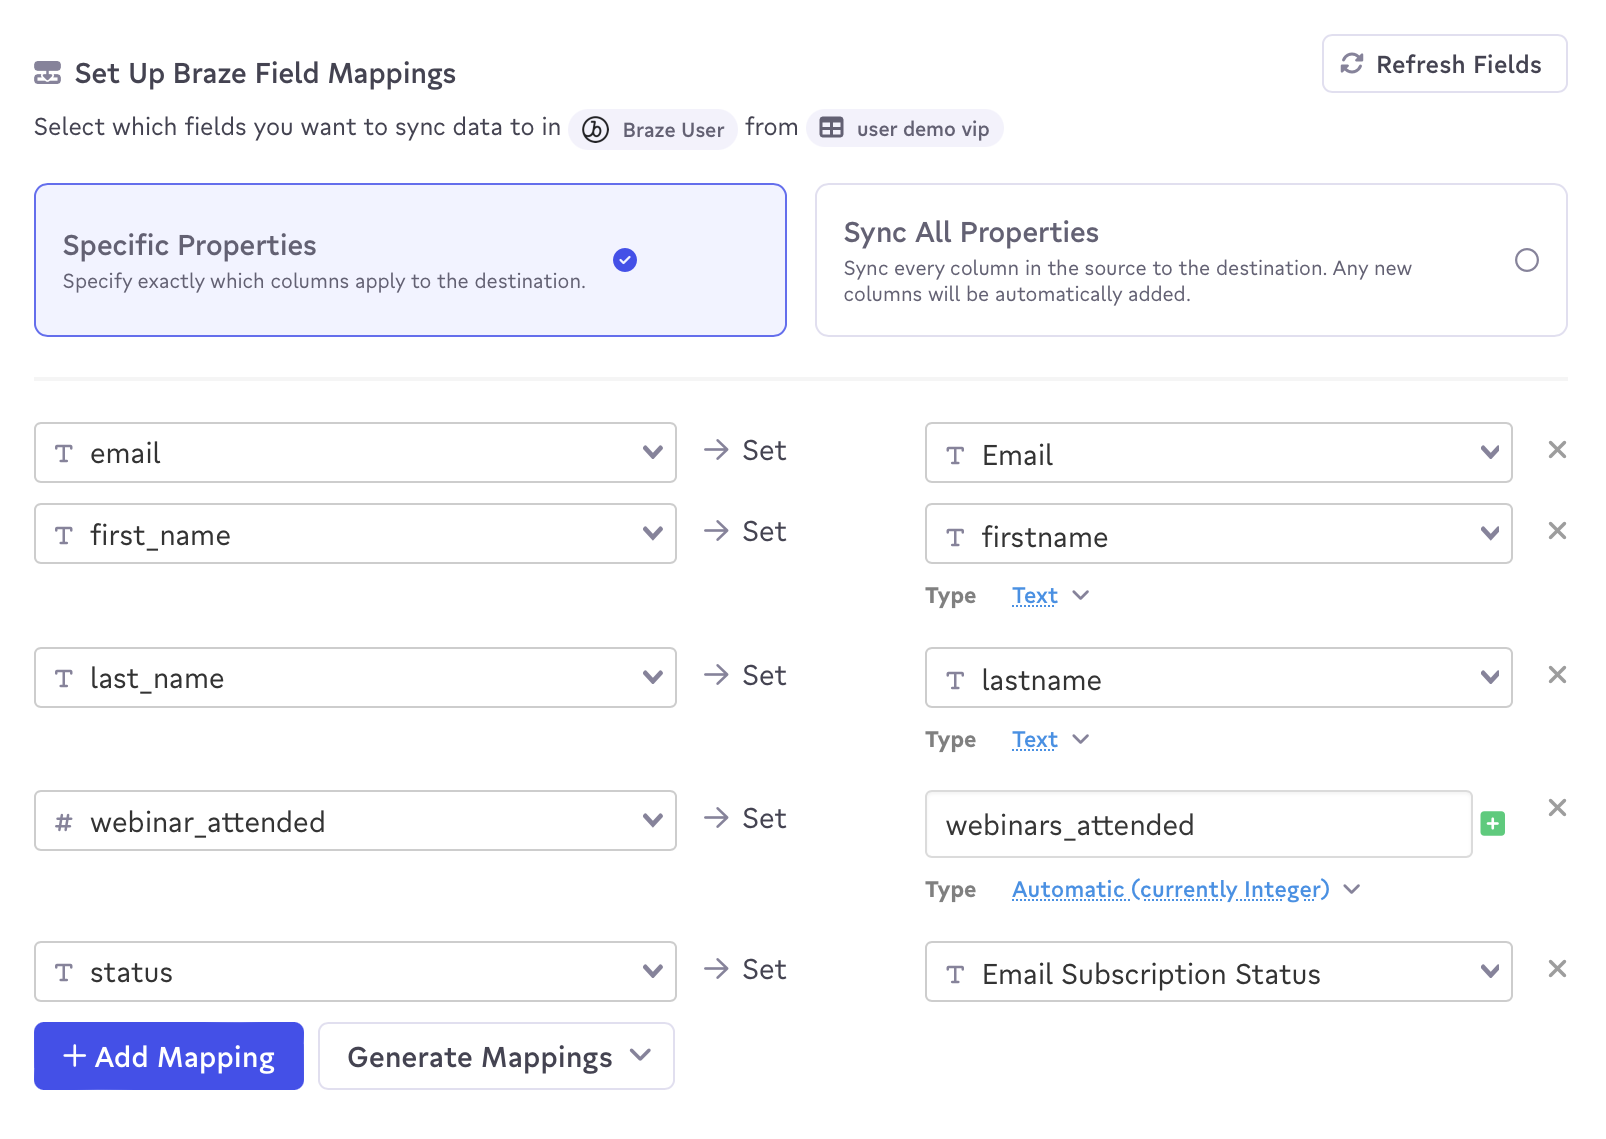 Set Up Braze Field Mappings
Refresh Fields
Select which fields you want to sync data to in Braze User from user demo vip
Specific Properties
Specify exactly which columns apply to the destination.
Sync All Properties
Sync every column in the source to the destination. Any new
columns will be automatically added.
email → Set Email
first_name → Set firstname
Type Text
last_name → Set lastname
Type Text
# webinar_attended → Set webinars_attended
Type Automatic (currently Integer)
status → Set Email Subscription Status
+ Add Mapping
Generate Mappings